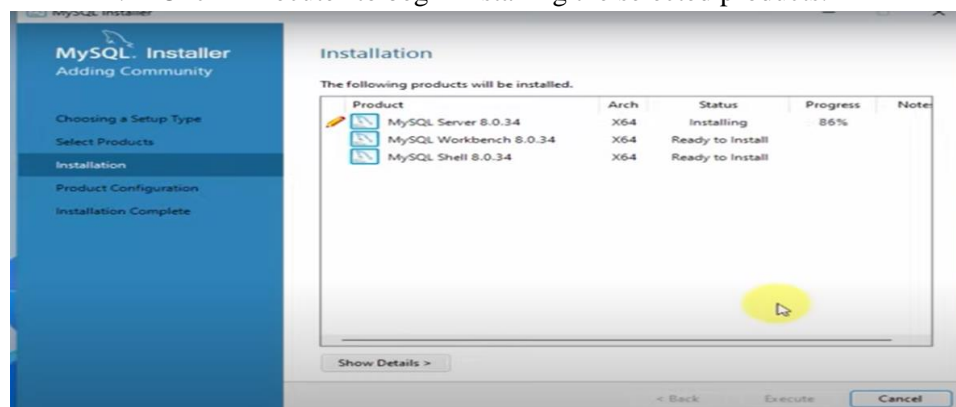 MySQL Installer
MySQL. Installer
Adding Community
Choosing a Setup Type
Select Products
Installation
Product Configuration
Installation Complete
Installation
The following products will be installed.
Product Arch Status Progress Notes
MySQL Server 8.0.34 X64 Installing 86%
MySQL Workbench 8.0.34 X64 Ready to Install
MySQL Shell 8.0.34 X64 Ready to Install
Show Details >
< Back Execute Cancel